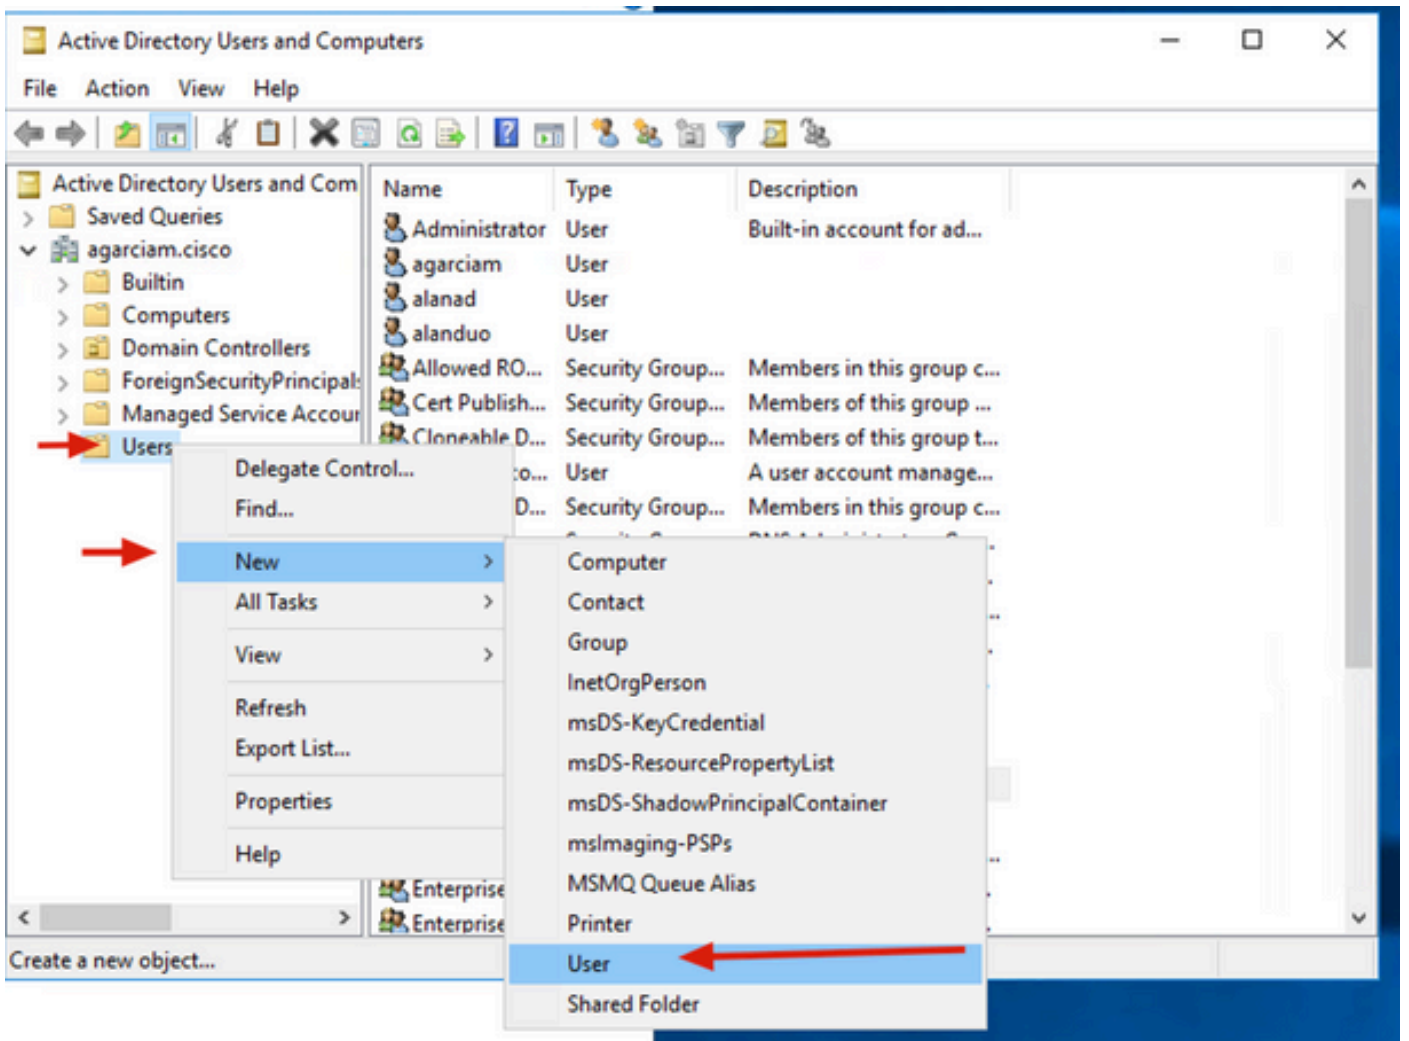 Active Directory Users and Computers
File Action View Help
Active Directory Users and Com
Saved Queries
agarciam.cisco
Builtin
Computers
Domain Controllers
ForeignSecurityPrincipals
Managed Service Accour
Users
Name Type Description
Administrator User Built-in account for ad...
agarciam User
alanad User
alanduo User
Allowed RO... Security Group... Members in this group c...
Cert Publish... Security Group... Members of this group ...
Cloneable D... Security Group... Members of this group t...
o... User A user account manage...
D... Security Group... Members in this group c...
Enterprise
Enterprise
Delegate Control...
Find...
New
All Tasks
View
Refresh
Export List...
Properties
Help
Computer
Contact
Group
InetOrgPerson
msDS-KeyCredential
msDS-ResourcePropertyList
msDS-ShadowPrincipalContainer
msImaging-PSPs
MSMQ Queue Alias
Printer
User
Shared Folder
Create a new object...